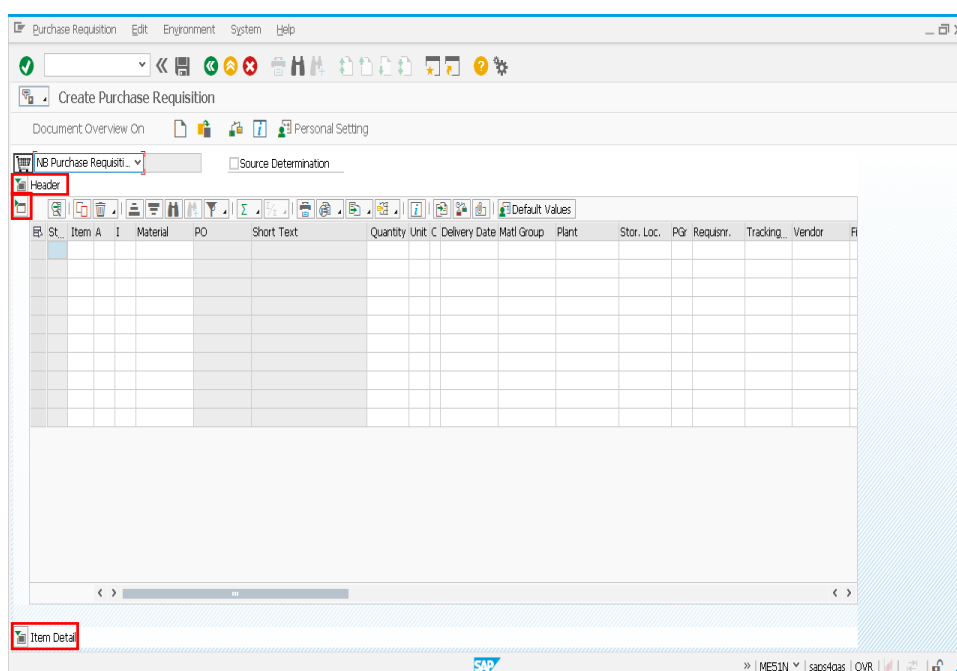 Purchase Requisition Edit Environment System Help
Create Purchase Requisition
Document Overview On Personal Setting
NB Purchase Requisiti... Source Determination
Header
Default Values
St... Item A I Material PO Short Text Quantity Unit C Delivery Date Matl Group Plant Stor. Loc. PGr Requisnr. Tracking... Vendor Fi
Item Detail
SAP » ME51N saps4qas OVR